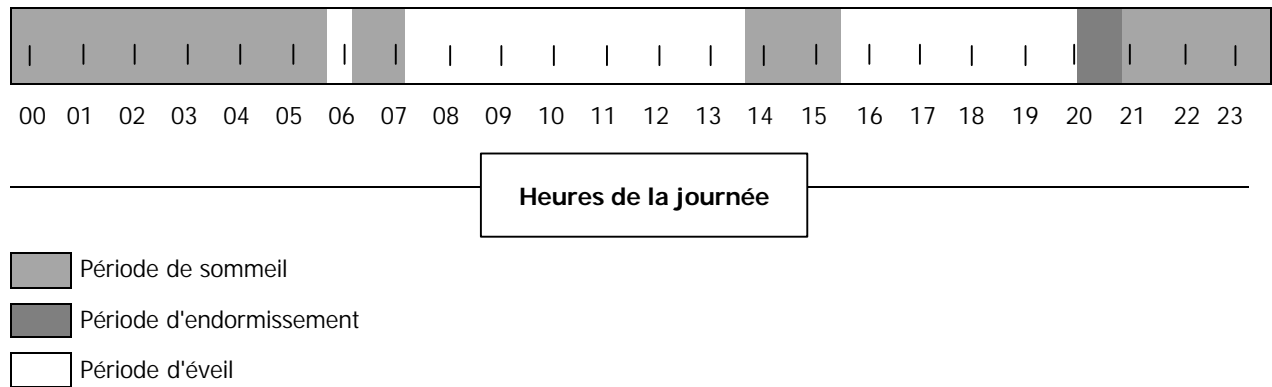 00 01 02 03 04 05 06 07 08 09 10 11 12 13 14 15 16 17 18 19 20 21 22 23
Heures de la journée
Période de sommeil
Période d'endormissement
Période d'éveil